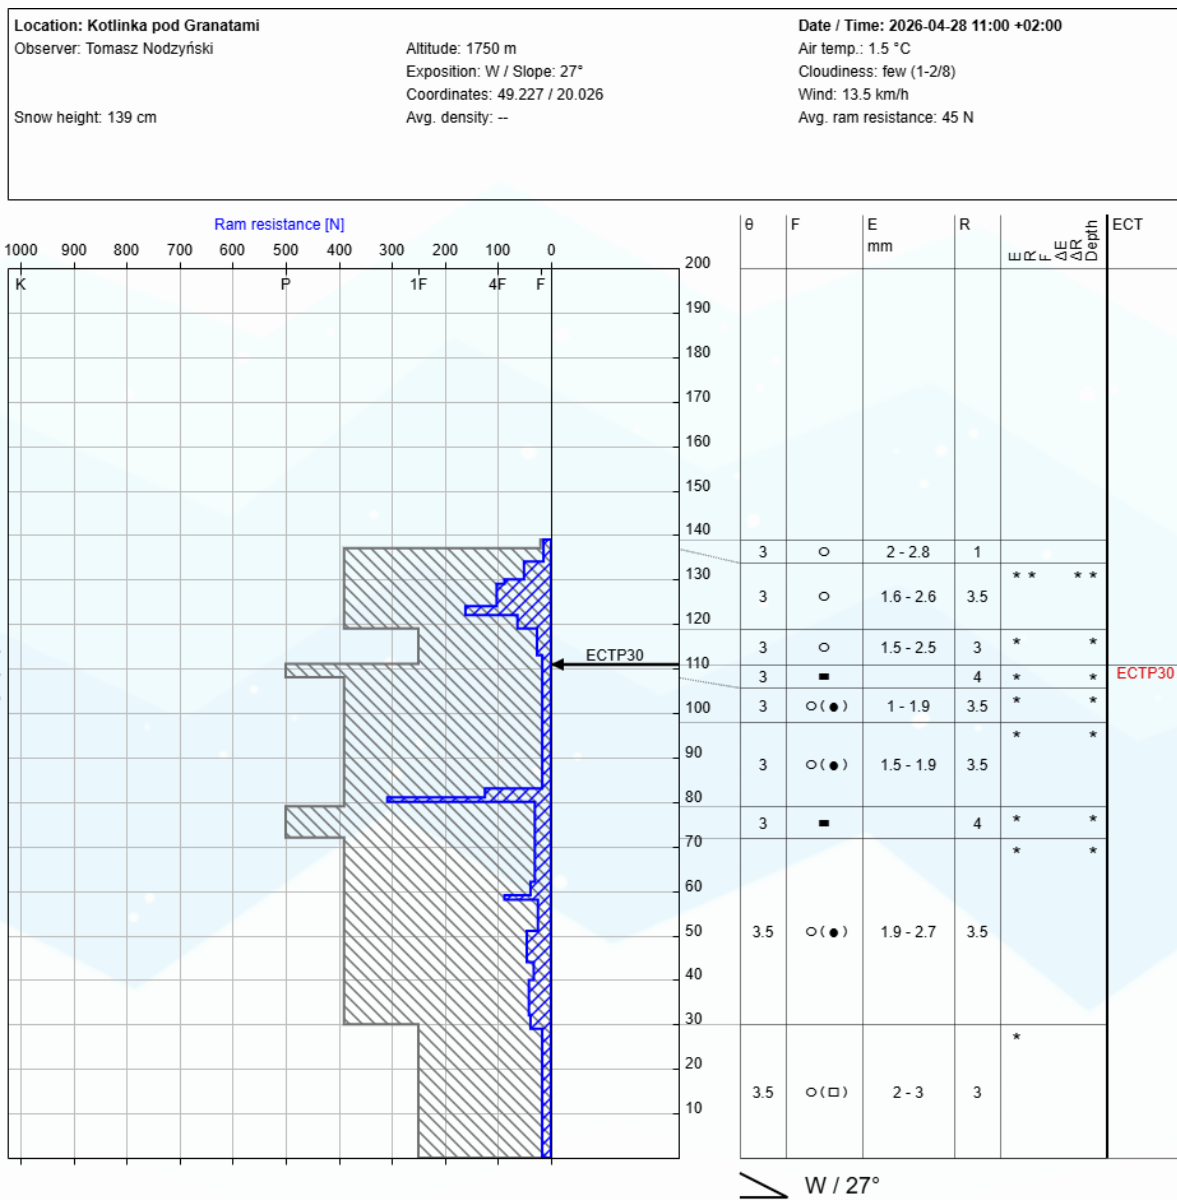 Location: Kotlinka pod Granatami
Observer: Tomasz Nodzyński
Snow height: 139 cm
Altitude: 1750 m
Exposition: W / Slope: 27°
Coordinates: 49.227 / 20.026
Avg. density: --
Date / Time: 2026-04-28 11:00 +02:00
Air temp.: 1.5 °C
Cloudiness: few (1-2/8)
Wind: 13.5 km/h
Avg. ram resistance: 45 N
Ram resistance [N]
1000 900 800 700 600 500 400 300 200 100 0
K P 1F 4F F
200
190
180
170
160
150
140
130
120
110
100
90
80
70
60
50
40
30
20
10
ECTP30
θ F E mm R E R F ΔE ΔR Depth ECT
3 2 - 2.8 1
3 1.6 - 2.6 3.5 * * * *
3 1.5 - 2.5 3 * *
3 4 * * ECTP30
3 ( ) 1 - 1.9 3.5 * *
3 ( ) 1.5 - 1.9 3.5 * *
3 4 * *
3.5 ( ) 1.9 - 2.7 3.5 * *
3.5 ( ) 2 - 3 3 *
W / 27°